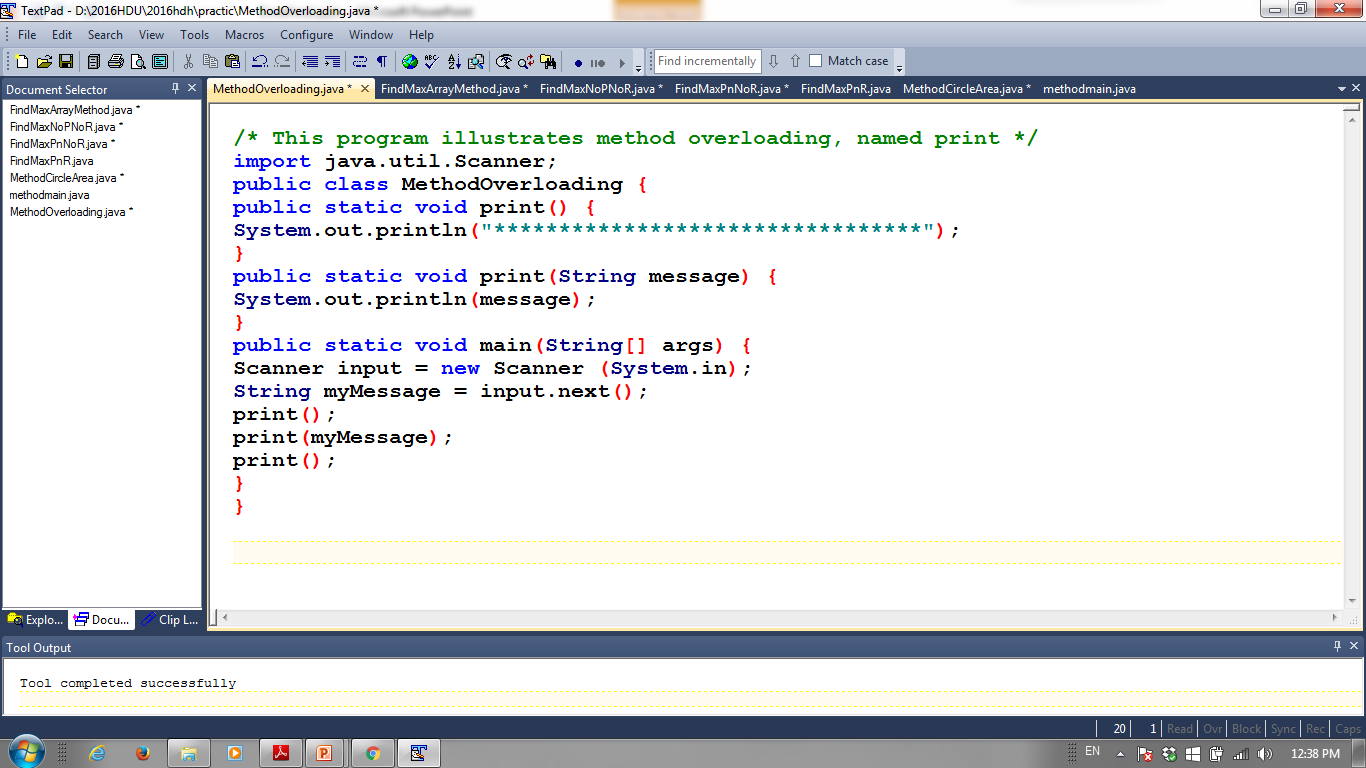 TextPad - D:\2016HDU\2016hdh\practic\MethodOverloading.java *
File Edit Search View Tools Macros Configure Window Help
Find incrementally Match case
Document Selector
MethodOverloading.java * FindMaxArrayMethod.java * FindMaxNoPNoR.java * FindMaxPnNoR.java * FindMaxPnR.java MethodCircleArea.java * methodmain.java
FindMaxArrayMethod.java *
FindMaxNoPNoR.java *
FindMaxPnNoR.java *
FindMaxPnR.java
MethodCircleArea.java *
methodmain.java
MethodOverloading.java *
/* This program illustrates method overloading, named print */
import java.util.Scanner;
public class MethodOverloading {
public static void print() {
System.out.println("*********************************");
}
public static void print(String message) {
System.out.println(message);
}
public static void main(String[] args) {
Scanner input = new Scanner (System.in);
String myMessage = input.next();
print();
print(myMessage);
print();
}
}
Explo... Docu... Clip L...
Tool Output
Tool completed successfully
20 1 Read Ovr Block Sync Rec Caps
EN 12:38 PM